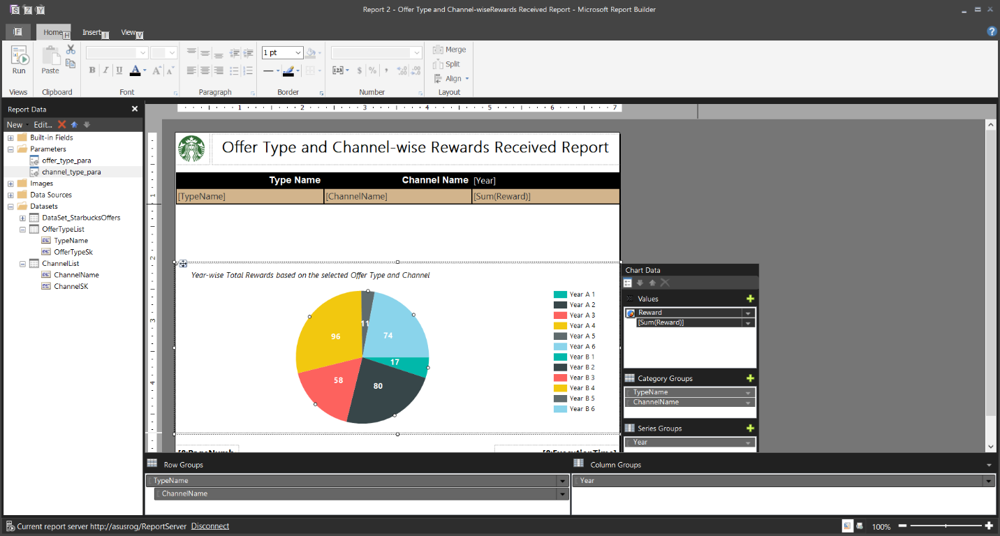 S Z Y
Report 2 - Offer Type and Channel-wiseRewards Received Report - Microsoft Report Builder
F Home H Insert I View V
?
Run
Paste
1 pt
B I U A A A
$ % ,
Merge
Split
Align
Views Clipboard Font Paragraph Border Number Layout
Report Data
New Edit...
Built-in Fields
Parameters
offer_type_para
channel_type_para
Images
Data Sources
Datasets
DataSet_StarbucksOffers
OfferTypeList
TypeName
OfferTypeSk
ChannelList
ChannelName
ChannelSK
1 2 3 4 5 6 7
1
2
3
4
Offer Type and Channel-wise Rewards Received Report
Type Name Channel Name [Year]
[TypeName] [ChannelName] [Sum(Reward)]
Year-wise Total Rewards based on the selected Offer Type and Channel
11
96
74
17
58
80
Year A 1
Year A 2
Year A 3
Year A 4
Year A 5
Year A 6
Year B 1
Year B 2
Year B 3
Year B 4
Year B 5
Year B 6
Chart Data
Σ Values
Reward
[Sum(Reward)]
Category Groups
TypeName
ChannelName
Series Groups
Year
Row Groups
TypeName
ChannelName
Column Groups
Year
Current report server http://asusrog/ReportServer Disconnect
100%